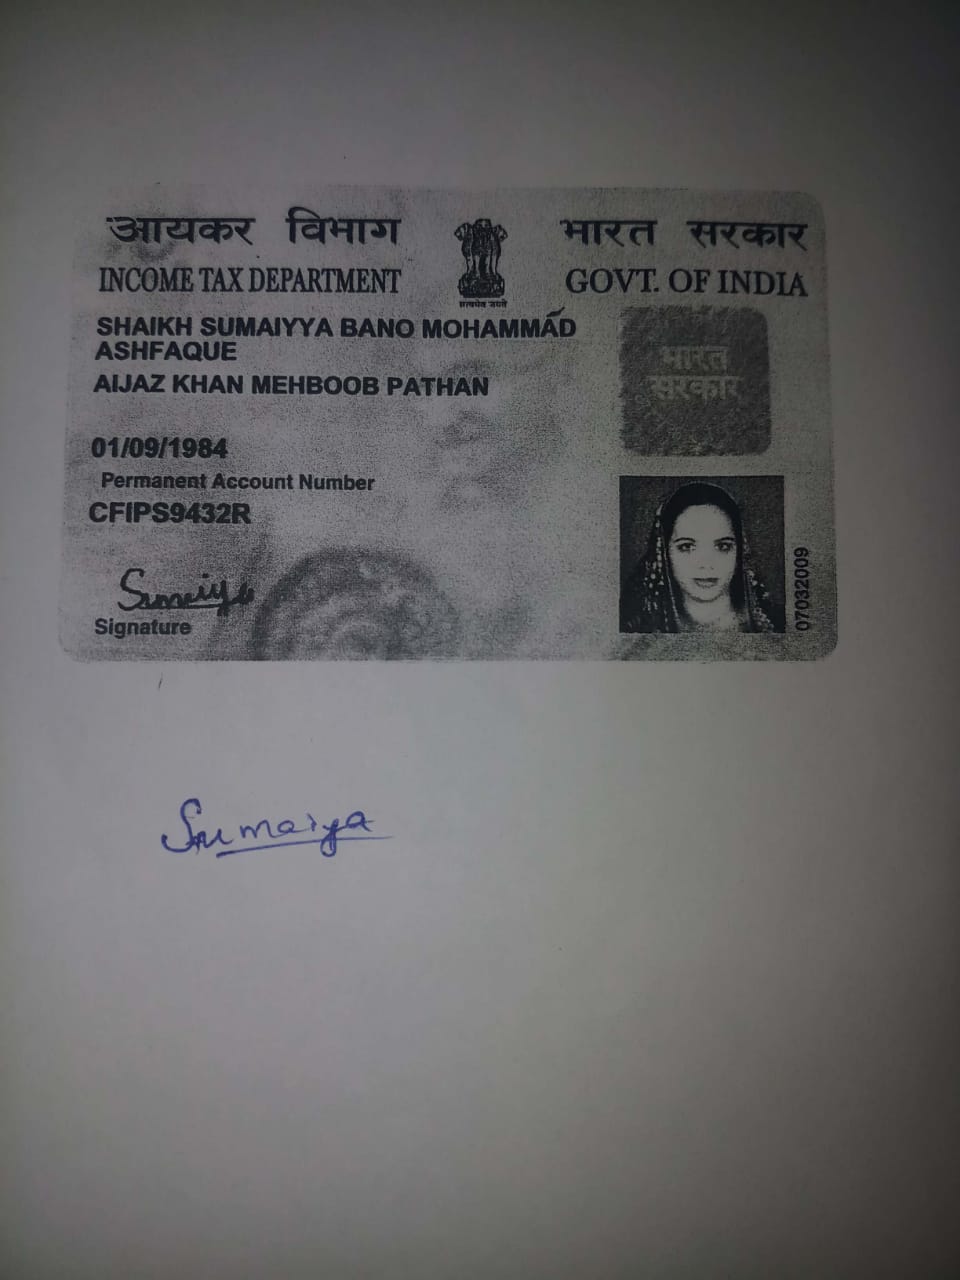 आयकर विभाग
INCOME TAX DEPARTMENT
भारत सरकार
GOVT. OF INDIA
सत्यमेव जयते
SHAIKH SUMAIYYA BANO MOHAMMAD
ASHFAQUE
AIJAZ KHAN MEHBOOB PATHAN
01/09/1984
Permanent Account Number
CFIPS9432R
भारत
सरकार
07032009
Sumaiya
Signature
Sumaiya